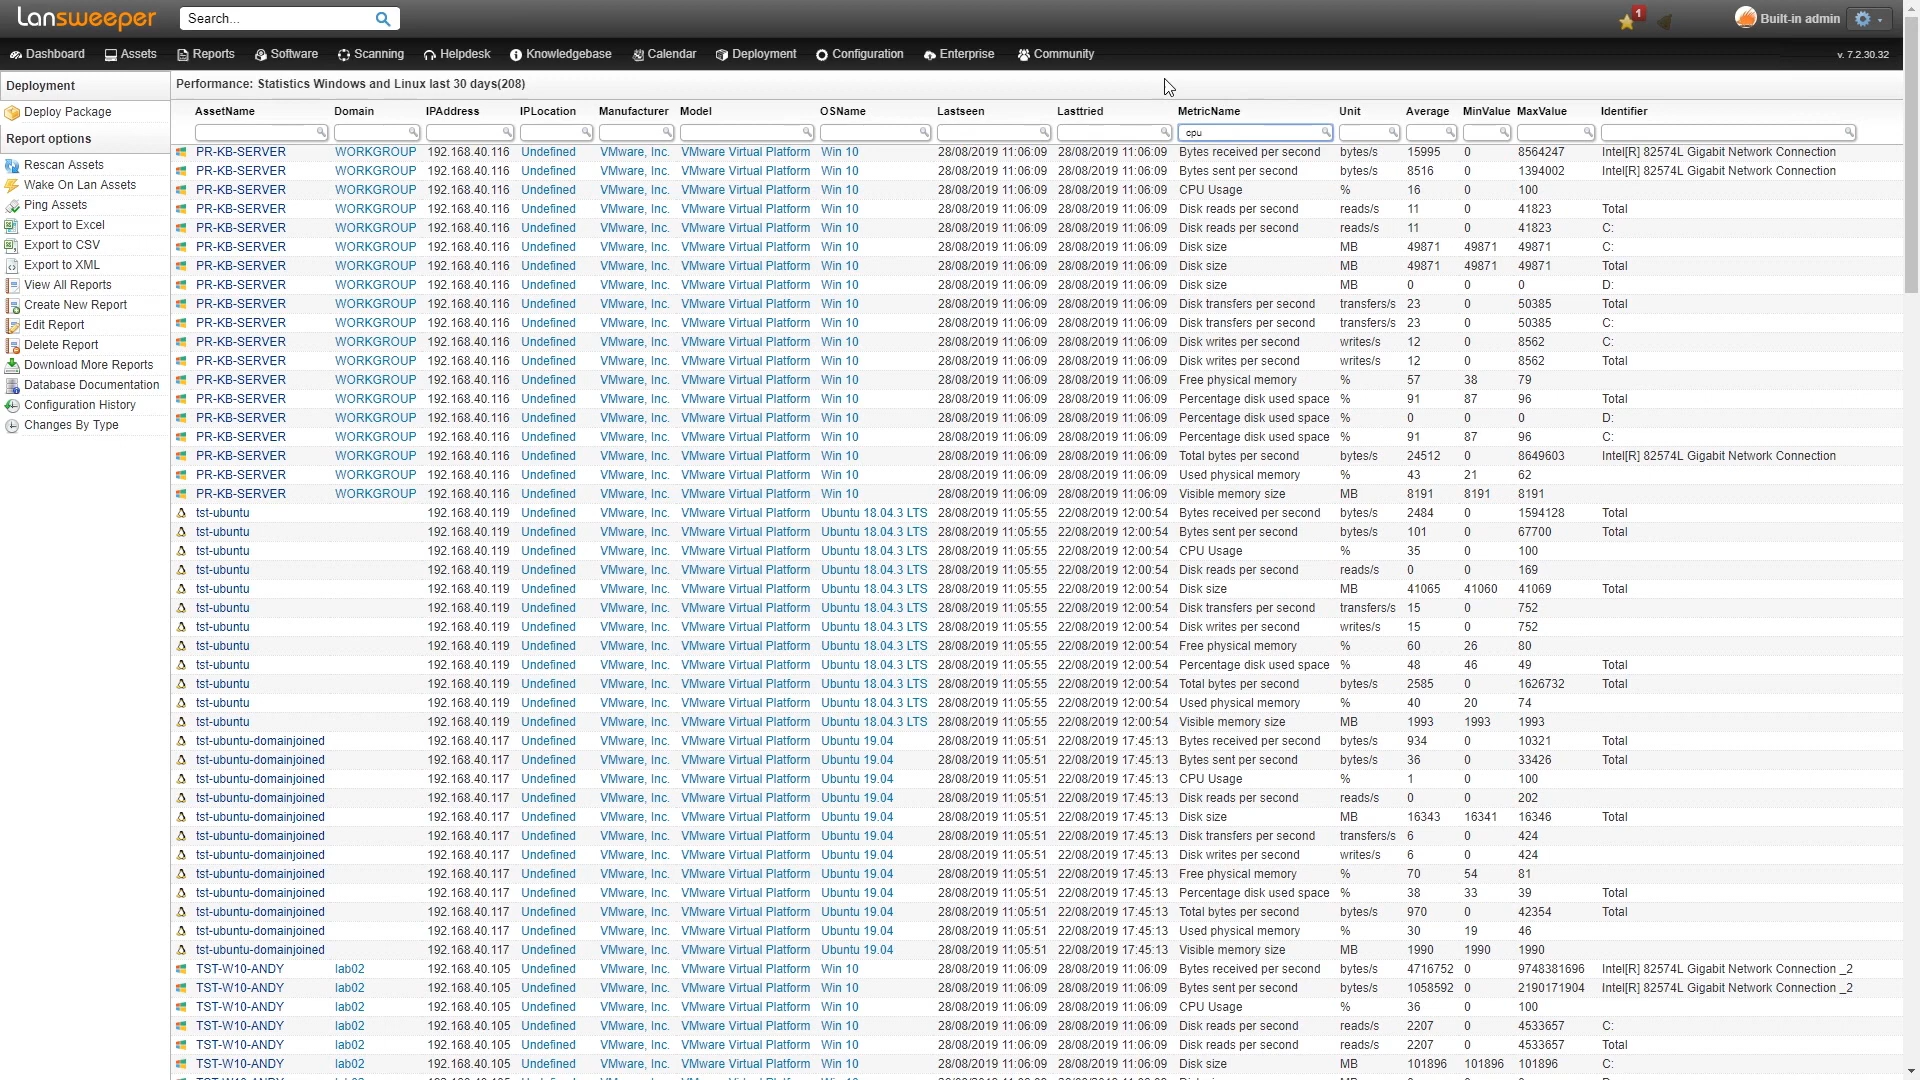 Lansweeper Search... 1 Built-in admin
Dashboard Assets Reports Software Scanning Helpdesk Knowledgebase Calendar Deployment Configuration Enterprise Community v. 7.2.30.32
Deployment
Deploy Package
Report options
Rescan Assets
Wake On Lan Assets
Ping Assets
Export to Excel
Export to CSV
Export to XML
View All Reports
Create New Report
Edit Report
Delete Report
Download More Reports
Database Documentation
Configuration History
Changes By Type
Performance: Statistics Windows and Linux last 30 days(208)
AssetName Domain IPAddress IPLocation Manufacturer Model OSName Lastseen Lasttried MetricName Unit Average MinValue MaxValue Identifier
cpu
PR-KB-SERVER WORKGROUP 192.168.40.116 Undefined VMware, Inc. VMware Virtual Platform Win 10 28/08/2019 11:06:09 28/08/2019 11:06:09 Bytes received per second bytes/s 15995 0 8564247 Intel[R] 82574L Gigabit Network Connection
PR-KB-SERVER WORKGROUP 192.168.40.116 Undefined VMware, Inc. VMware Virtual Platform Win 10 28/08/2019 11:06:09 28/08/2019 11:06:09 Bytes sent per second bytes/s 8516 0 1394002 Intel[R] 82574L Gigabit Network Connection
PR-KB-SERVER WORKGROUP 192.168.40.116 Undefined VMware, Inc. VMware Virtual Platform Win 10 28/08/2019 11:06:09 28/08/2019 11:06:09 CPU Usage % 16 0 100
PR-KB-SERVER WORKGROUP 192.168.40.116 Undefined VMware, Inc. VMware Virtual Platform Win 10 28/08/2019 11:06:09 28/08/2019 11:06:09 Disk reads per second reads/s 11 0 41823 Total
PR-KB-SERVER WORKGROUP 192.168.40.116 Undefined VMware, Inc. VMware Virtual Platform Win 10 28/08/2019 11:06:09 28/08/2019 11:06:09 Disk reads per second reads/s 11 0 41823 C:
PR-KB-SERVER WORKGROUP 192.168.40.116 Undefined VMware, Inc. VMware Virtual Platform Win 10 28/08/2019 11:06:09 28/08/2019 11:06:09 Disk size MB 49871 49871 49871 C:
PR-KB-SERVER WORKGROUP 192.168.40.116 Undefined VMware, Inc. VMware Virtual Platform Win 10 28/08/2019 11:06:09 28/08/2019 11:06:09 Disk size MB 49871 49871 49871 Total
PR-KB-SERVER WORKGROUP 192.168.40.116 Undefined VMware, Inc. VMware Virtual Platform Win 10 28/08/2019 11:06:09 28/08/2019 11:06:09 Disk size MB 0 0 0 D:
PR-KB-SERVER WORKGROUP 192.168.40.116 Undefined VMware, Inc. VMware Virtual Platform Win 10 28/08/2019 11:06:09 28/08/2019 11:06:09 Disk transfers per second transfers/s 23 0 50385 Total
PR-KB-SERVER WORKGROUP 192.168.40.116 Undefined VMware, Inc. VMware Virtual Platform Win 10 28/08/2019 11:06:09 28/08/2019 11:06:09 Disk transfers per second transfers/s 23 0 50385 C:
PR-KB-SERVER WORKGROUP 192.168.40.116 Undefined VMware, Inc. VMware Virtual Platform Win 10 28/08/2019 11:06:09 28/08/2019 11:06:09 Disk writes per second writes/s 12 0 8562 C:
PR-KB-SERVER WORKGROUP 192.168.40.116 Undefined VMware, Inc. VMware Virtual Platform Win 10 28/08/2019 11:06:09 28/08/2019 11:06:09 Disk writes per second writes/s 12 0 8562 Total
PR-KB-SERVER WORKGROUP 192.168.40.116 Undefined VMware, Inc. VMware Virtual Platform Win 10 28/08/2019 11:06:09 28/08/2019 11:06:09 Free physical memory % 57 38 79
PR-KB-SERVER WORKGROUP 192.168.40.116 Undefined VMware, Inc. VMware Virtual Platform Win 10 28/08/2019 11:06:09 28/08/2019 11:06:09 Percentage disk used space % 91 87 96 Total
PR-KB-SERVER WORKGROUP 192.168.40.116 Undefined VMware, Inc. VMware Virtual Platform Win 10 28/08/2019 11:06:09 28/08/2019 11:06:09 Percentage disk used space % 0 0 0 D:
PR-KB-SERVER WORKGROUP 192.168.40.116 Undefined VMware, Inc. VMware Virtual Platform Win 10 28/08/2019 11:06:09 28/08/2019 11:06:09 Percentage disk used space % 91 87 96 C:
PR-KB-SERVER WORKGROUP 192.168.40.116 Undefined VMware, Inc. VMware Virtual Platform Win 10 28/08/2019 11:06:09 28/08/2019 11:06:09 Total bytes per second bytes/s 24512 0 8649603 Intel[R] 82574L Gigabit Network Connection
PR-KB-SERVER WORKGROUP 192.168.40.116 Undefined VMware, Inc. VMware Virtual Platform Win 10 28/08/2019 11:06:09 28/08/2019 11:06:09 Used physical memory % 43 21 62
PR-KB-SERVER WORKGROUP 192.168.40.116 Undefined VMware, Inc. VMware Virtual Platform Win 10 28/08/2019 11:06:09 28/08/2019 11:06:09 Visible memory size MB 8191 8191 8191
tst-ubuntu 192.168.40.119 Undefined VMware, Inc. VMware Virtual Platform Ubuntu 18.04.3 LTS 28/08/2019 11:05:55 22/08/2019 12:00:54 Bytes received per second bytes/s 2484 0 1594128 Total
tst-ubuntu 192.168.40.119 Undefined VMware, Inc. VMware Virtual Platform Ubuntu 18.04.3 LTS 28/08/2019 11:05:55 22/08/2019 12:00:54 Bytes sent per second bytes/s 101 0 67700 Total
tst-ubuntu 192.168.40.119 Undefined VMware, Inc. VMware Virtual Platform Ubuntu 18.04.3 LTS 28/08/2019 11:05:55 22/08/2019 12:00:54 CPU Usage % 35 0 100
tst-ubuntu 192.168.40.119 Undefined VMware, Inc. VMware Virtual Platform Ubuntu 18.04.3 LTS 28/08/2019 11:05:55 22/08/2019 12:00:54 Disk reads per second reads/s 0 0 169
tst-ubuntu 192.168.40.119 Undefined VMware, Inc. VMware Virtual Platform Ubuntu 18.04.3 LTS 28/08/2019 11:05:55 22/08/2019 12:00:54 Disk size MB 41065 41060 41069 Total
tst-ubuntu 192.168.40.119 Undefined VMware, Inc. VMware Virtual Platform Ubuntu 18.04.3 LTS 28/08/2019 11:05:55 22/08/2019 12:00:54 Disk transfers per second transfers/s 15 0 752
tst-ubuntu 192.168.40.119 Undefined VMware, Inc. VMware Virtual Platform Ubuntu 18.04.3 LTS 28/08/2019 11:05:55 22/08/2019 12:00:54 Disk writes per second writes/s 15 0 752
tst-ubuntu 192.168.40.119 Undefined VMware, Inc. VMware Virtual Platform Ubuntu 18.04.3 LTS 28/08/2019 11:05:55 22/08/2019 12:00:54 Free physical memory % 60 26 80
tst-ubuntu 192.168.40.119 Undefined VMware, Inc. VMware Virtual Platform Ubuntu 18.04.3 LTS 28/08/2019 11:05:55 22/08/2019 12:00:54 Percentage disk used space % 48 46 49 Total
tst-ubuntu 192.168.40.119 Undefined VMware, Inc. VMware Virtual Platform Ubuntu 18.04.3 LTS 28/08/2019 11:05:55 22/08/2019 12:00:54 Total bytes per second bytes/s 2585 0 1626732 Total
tst-ubuntu 192.168.40.119 Undefined VMware, Inc. VMware Virtual Platform Ubuntu 18.04.3 LTS 28/08/2019 11:05:55 22/08/2019 12:00:54 Used physical memory % 40 20 74
tst-ubuntu 192.168.40.119 Undefined VMware, Inc. VMware Virtual Platform Ubuntu 18.04.3 LTS 28/08/2019 11:05:55 22/08/2019 12:00:54 Visible memory size MB 1993 1993 1993
tst-ubuntu-domainjoined 192.168.40.117 Undefined VMware, Inc. VMware Virtual Platform Ubuntu 19.04 28/08/2019 11:05:51 22/08/2019 17:45:13 Bytes received per second bytes/s 934 0 10321 Total
tst-ubuntu-domainjoined 192.168.40.117 Undefined VMware, Inc. VMware Virtual Platform Ubuntu 19.04 28/08/2019 11:05:51 22/08/2019 17:45:13 Bytes sent per second bytes/s 36 0 33426 Total
tst-ubuntu-domainjoined 192.168.40.117 Undefined VMware, Inc. VMware Virtual Platform Ubuntu 19.04 28/08/2019 11:05:51 22/08/2019 17:45:13 CPU Usage % 1 0 100
tst-ubuntu-domainjoined 192.168.40.117 Undefined VMware, Inc. VMware Virtual Platform Ubuntu 19.04 28/08/2019 11:05:51 22/08/2019 17:45:13 Disk reads per second reads/s 0 0 202
tst-ubuntu-domainjoined 192.168.40.117 Undefined VMware, Inc. VMware Virtual Platform Ubuntu 19.04 28/08/2019 11:05:51 22/08/2019 17:45:13 Disk size MB 16343 16341 16346 Total
tst-ubuntu-domainjoined 192.168.40.117 Undefined VMware, Inc. VMware Virtual Platform Ubuntu 19.04 28/08/2019 11:05:51 22/08/2019 17:45:13 Disk transfers per second transfers/s 6 0 424
tst-ubuntu-domainjoined 192.168.40.117 Undefined VMware, Inc. VMware Virtual Platform Ubuntu 19.04 28/08/2019 11:05:51 22/08/2019 17:45:13 Disk writes per second writes/s 6 0 424
tst-ubuntu-domainjoined 192.168.40.117 Undefined VMware, Inc. VMware Virtual Platform Ubuntu 19.04 28/08/2019 11:05:51 22/08/2019 17:45:13 Free physical memory % 70 54 81
tst-ubuntu-domainjoined 192.168.40.117 Undefined VMware, Inc. VMware Virtual Platform Ubuntu 19.04 28/08/2019 11:05:51 22/08/2019 17:45:13 Percentage disk used space % 38 33 39 Total
tst-ubuntu-domainjoined 192.168.40.117 Undefined VMware, Inc. VMware Virtual Platform Ubuntu 19.04 28/08/2019 11:05:51 22/08/2019 17:45:13 Total bytes per second bytes/s 970 0 42354 Total
tst-ubuntu-domainjoined 192.168.40.117 Undefined VMware, Inc. VMware Virtual Platform Ubuntu 19.04 28/08/2019 11:05:51 22/08/2019 17:45:13 Used physical memory % 30 19 46
tst-ubuntu-domainjoined 192.168.40.117 Undefined VMware, Inc. VMware Virtual Platform Ubuntu 19.04 28/08/2019 11:05:51 22/08/2019 17:45:13 Visible memory size MB 1990 1990 1990
TST-W10-ANDY lab02 192.168.40.105 Undefined VMware, Inc. VMware Virtual Platform Win 10 28/08/2019 11:06:09 28/08/2019 11:06:09 Bytes received per second bytes/s 4716752 0 9748381696 Intel[R] 82574L Gigabit Network Connection _2
TST-W10-ANDY lab02 192.168.40.105 Undefined VMware, Inc. VMware Virtual Platform Win 10 28/08/2019 11:06:09 28/08/2019 11:06:09 Bytes sent per second bytes/s 1058592 0 2190171904 Intel[R] 82574L Gigabit Network Connection _2
TST-W10-ANDY lab02 192.168.40.105 Undefined VMware, Inc. VMware Virtual Platform Win 10 28/08/2019 11:06:09 28/08/2019 11:06:09 CPU Usage % 36 0 100
TST-W10-ANDY lab02 192.168.40.105 Undefined VMware, Inc. VMware Virtual Platform Win 10 28/08/2019 11:06:09 28/08/2019 11:06:09 Disk reads per second reads/s 2207 0 4533657 C:
TST-W10-ANDY lab02 192.168.40.105 Undefined VMware, Inc. VMware Virtual Platform Win 10 28/08/2019 11:06:09 28/08/2019 11:06:09 Disk reads per second reads/s 2207 0 4533657 Total
TST-W10-ANDY lab02 192.168.40.105 Undefined VMware, Inc. VMware Virtual Platform Win 10 28/08/2019 11:06:09 28/08/2019 11:06:09 Disk size MB 101896 101896 101896 C: